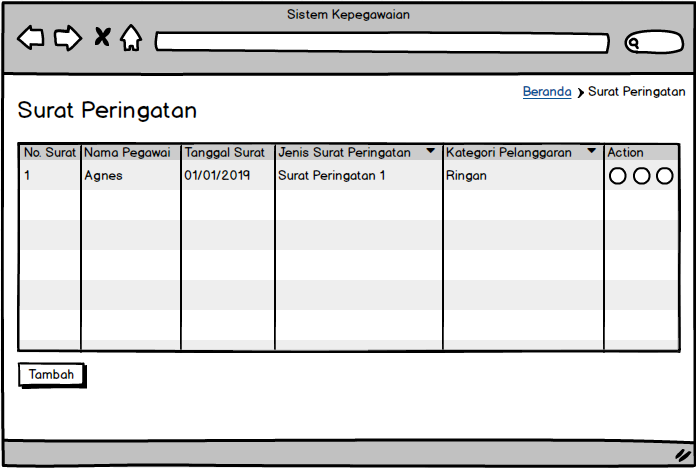 Sistem Kepegawaian
Beranda Surat Peringatan
Surat Peringatan
No. Surat Nama Pegawai Tanggal Surat Jenis Surat Peringatan Kategori Pelanggaran Action
1 Agnes 01/01/2019 Surat Peringatan 1 Ringan
Tambah